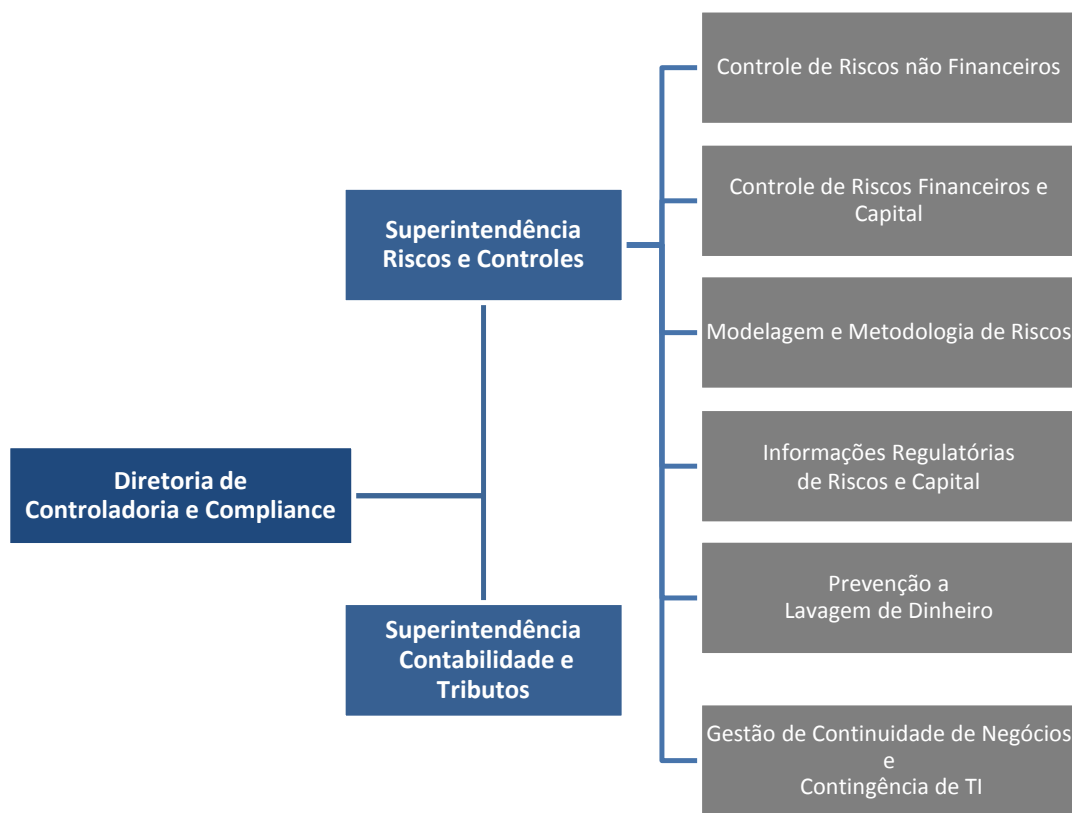 Controle de Riscos não Financeiros
Controle de Riscos Financeiros e
Capital
Superintendência
Riscos e Controles
Modelagem e Metodologia de Riscos
Informações Regulatórias
de Riscos e Capital
Diretoria de
Controladoria e Compliance
Prevenção a
Lavagem de Dinheiro
Superintendência
Contabilidade e
Tributos
Gestão de Continuidade de Negócios
e
Contingência de TI